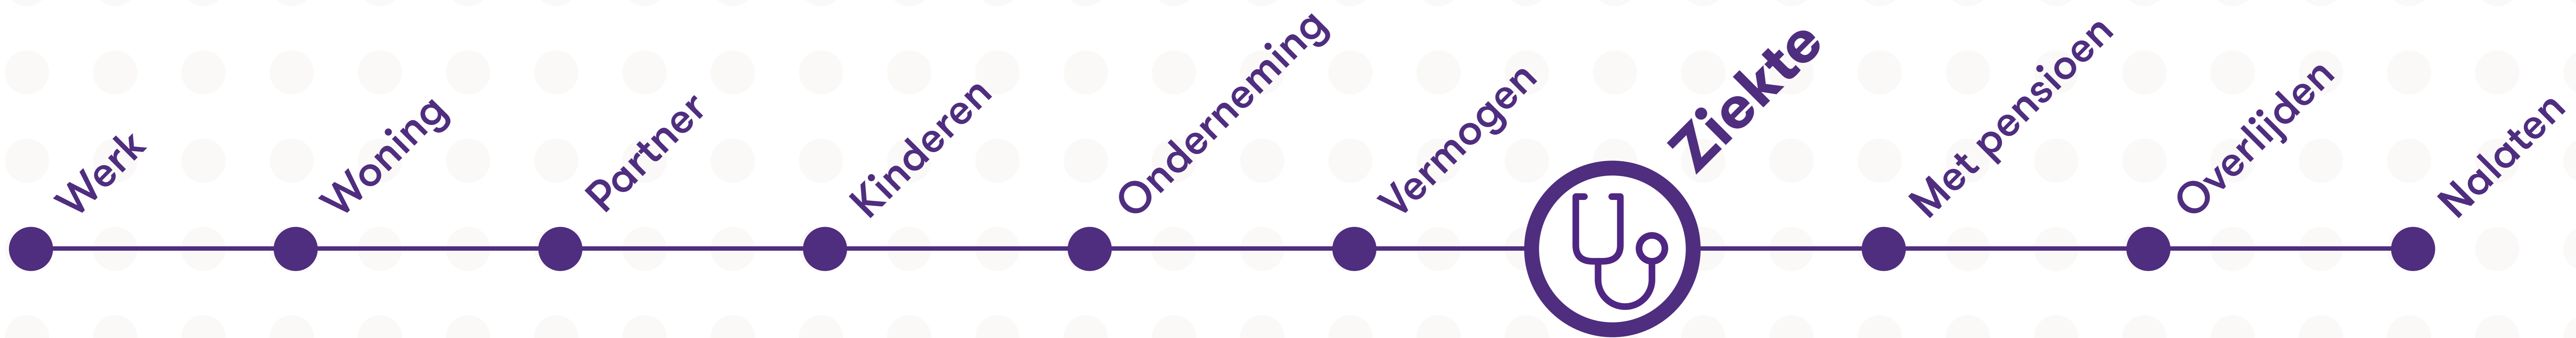 Werk
Woning
Partner
Kinderen
Onderneming
Vermogen
Ziekte
Met pensioen
Overlijden
Nalaten